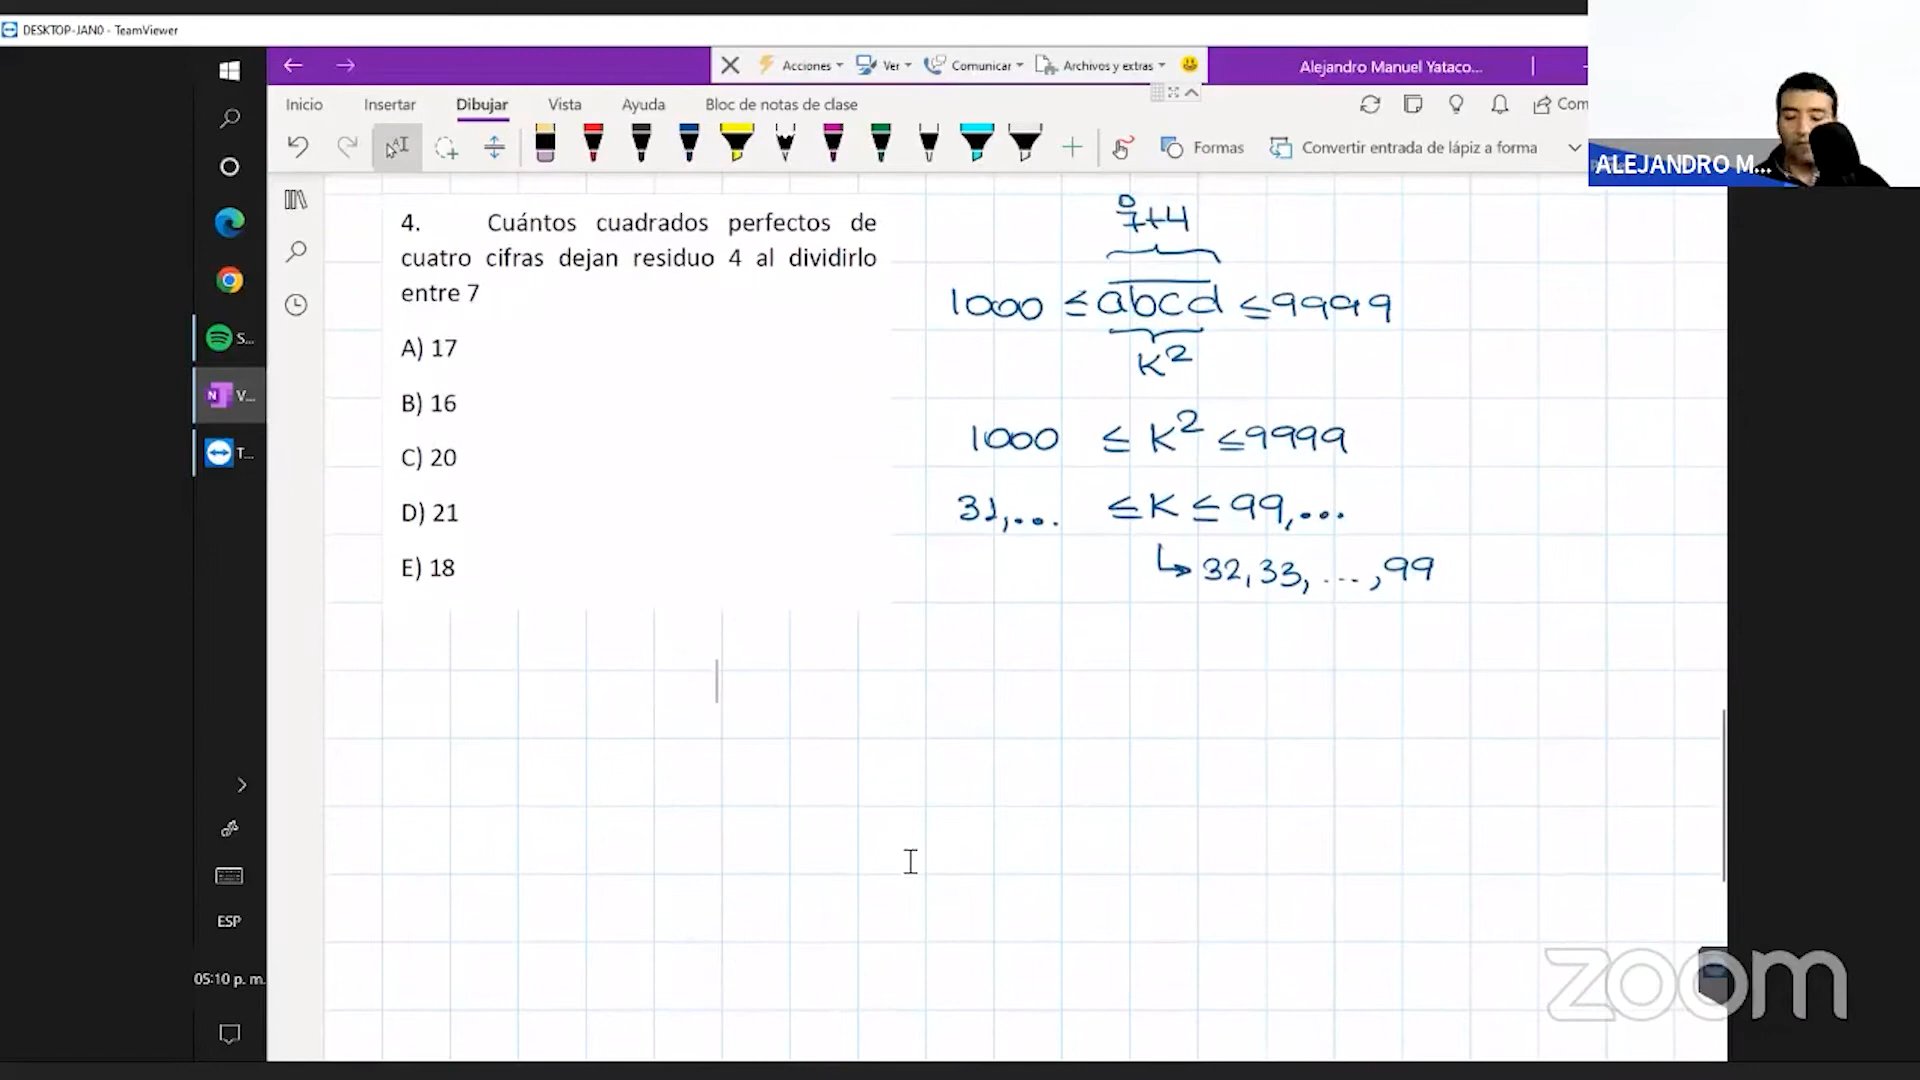 DESKTOP-JAN0 - TeamViewer
Acciones
Ver
Comunicar
Archivos y extras
Alejandro Manuel Yataco...
Inicio
Insertar
Dibujar
Vista
Ayuda
Bloc de notas de clase
Com
Formas
Convertir entrada de lápiz a forma
ALEJANDRO M...
4. Cuántos cuadrados perfectos de
cuatro cifras dejan residuo 4 al dividirlo
entre 7
A) 17
B) 16
C) 20
D) 21
E) 18
o
7+4
1000 ≤ abcd ≤ 9999
K²
1000 ≤ K² ≤ 9999
31,... ≤ K ≤ 99,...
↳ 32,33, ..., 99
S...
N V...
T...
ESP
05:10 p. m.
zoom